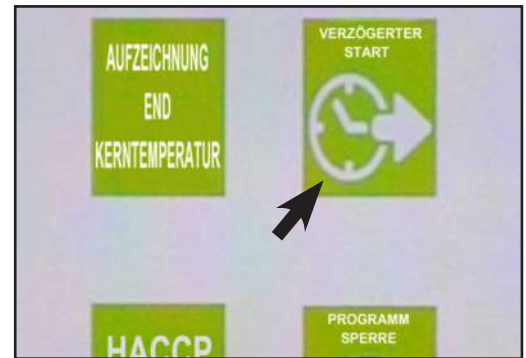 AUFZEICHNUNG
END
KERNTEMPERATUR
VERZÖGERTER
START
HACCP
PROGRAMM
SPERRE